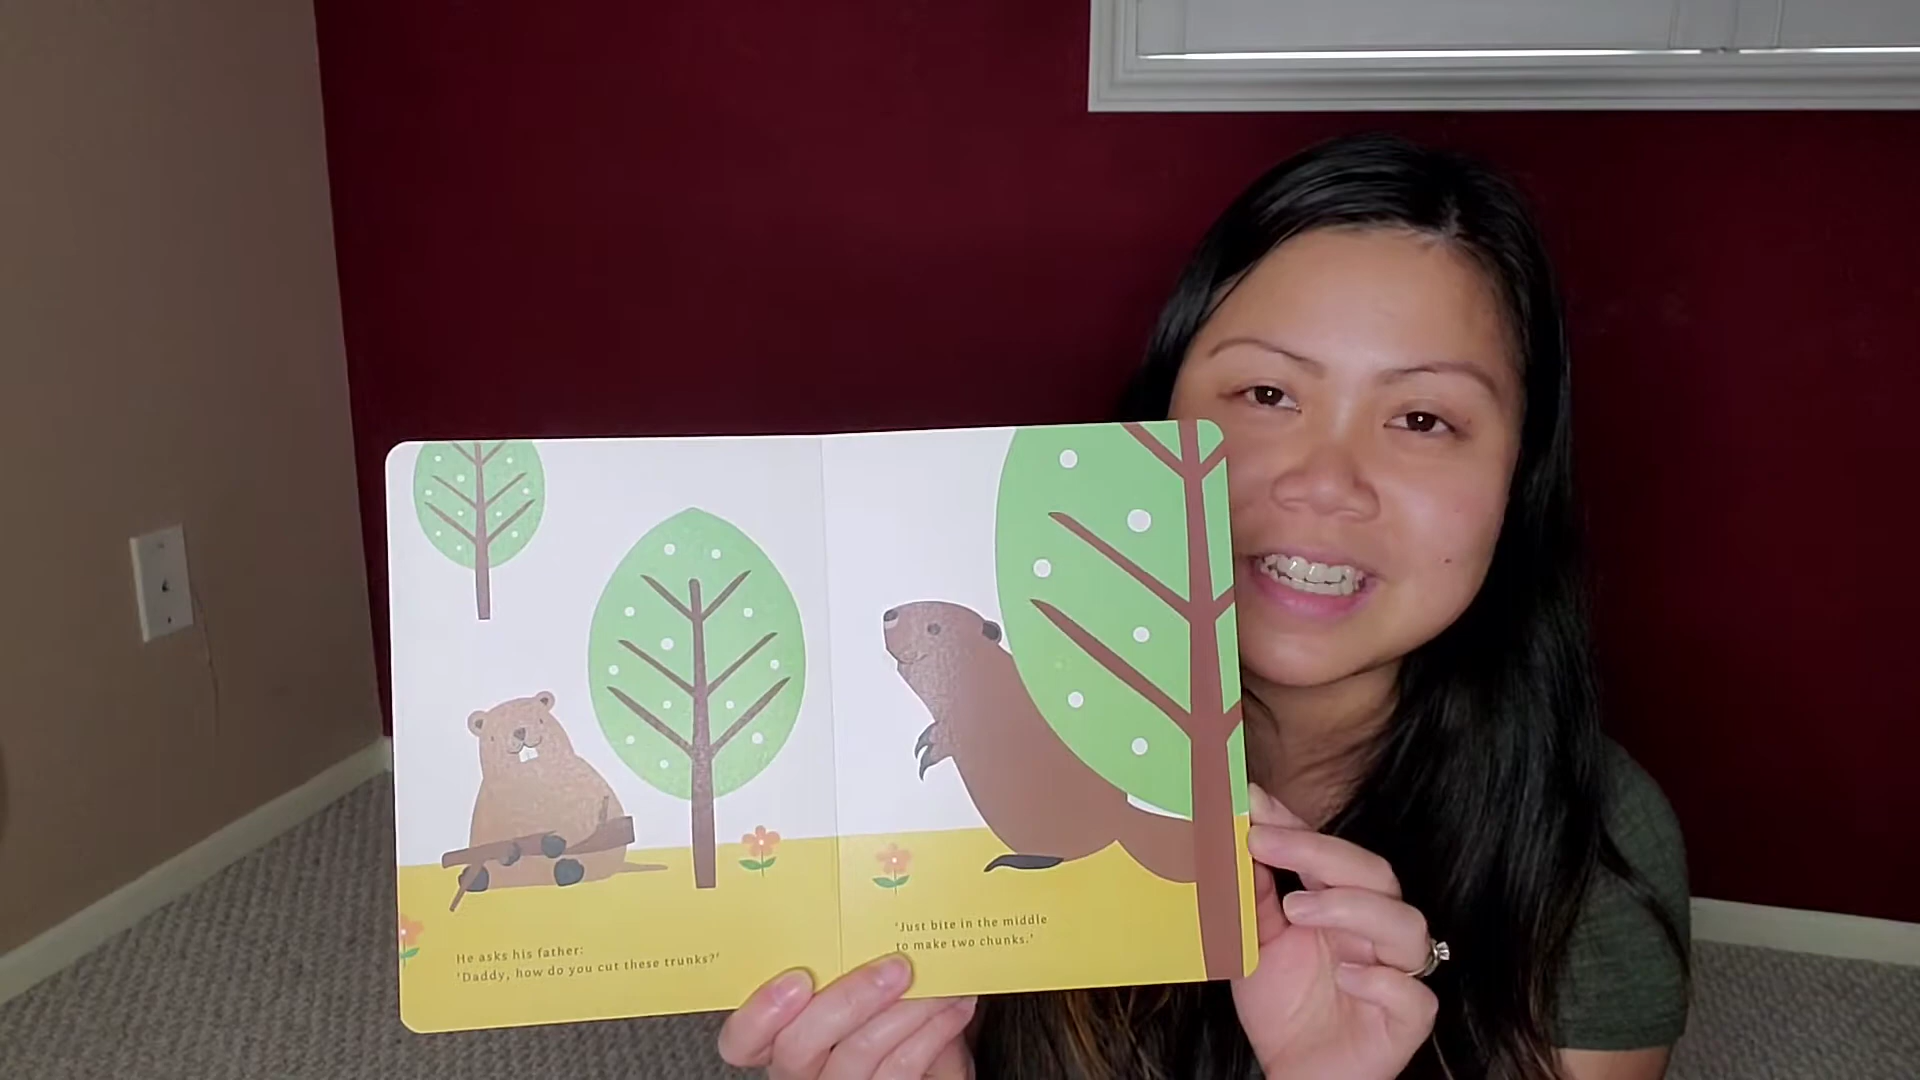 He asks his father:
'Daddy, how do you cut these trunks?'
'Just bite in the middle
to make two chunks.'